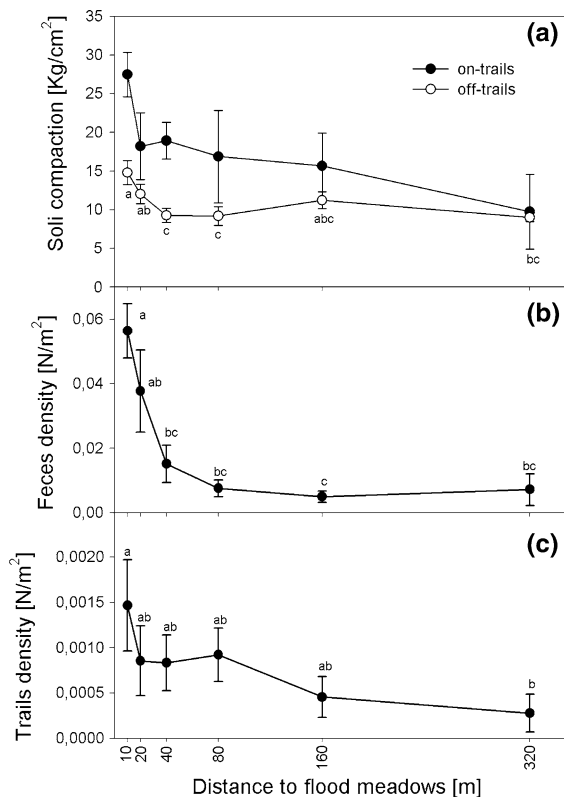 (a)
on-trails
off-trails
Soli compaction [Kg/cm²]
35
30
25
20
15
10
5
0
a
ab
c
c
abc
bc
(b)
Feces density [N/m²]
0,06
0,04
0,02
0,00
a
ab
bc
bc
c
bc
(c)
Trails density [N/m²]
0,0020
0,0015
0,0010
0,0005
0,0000
a
ab
ab
ab
ab
b
10
20
40
80
160
320
Distance to flood meadows [m]